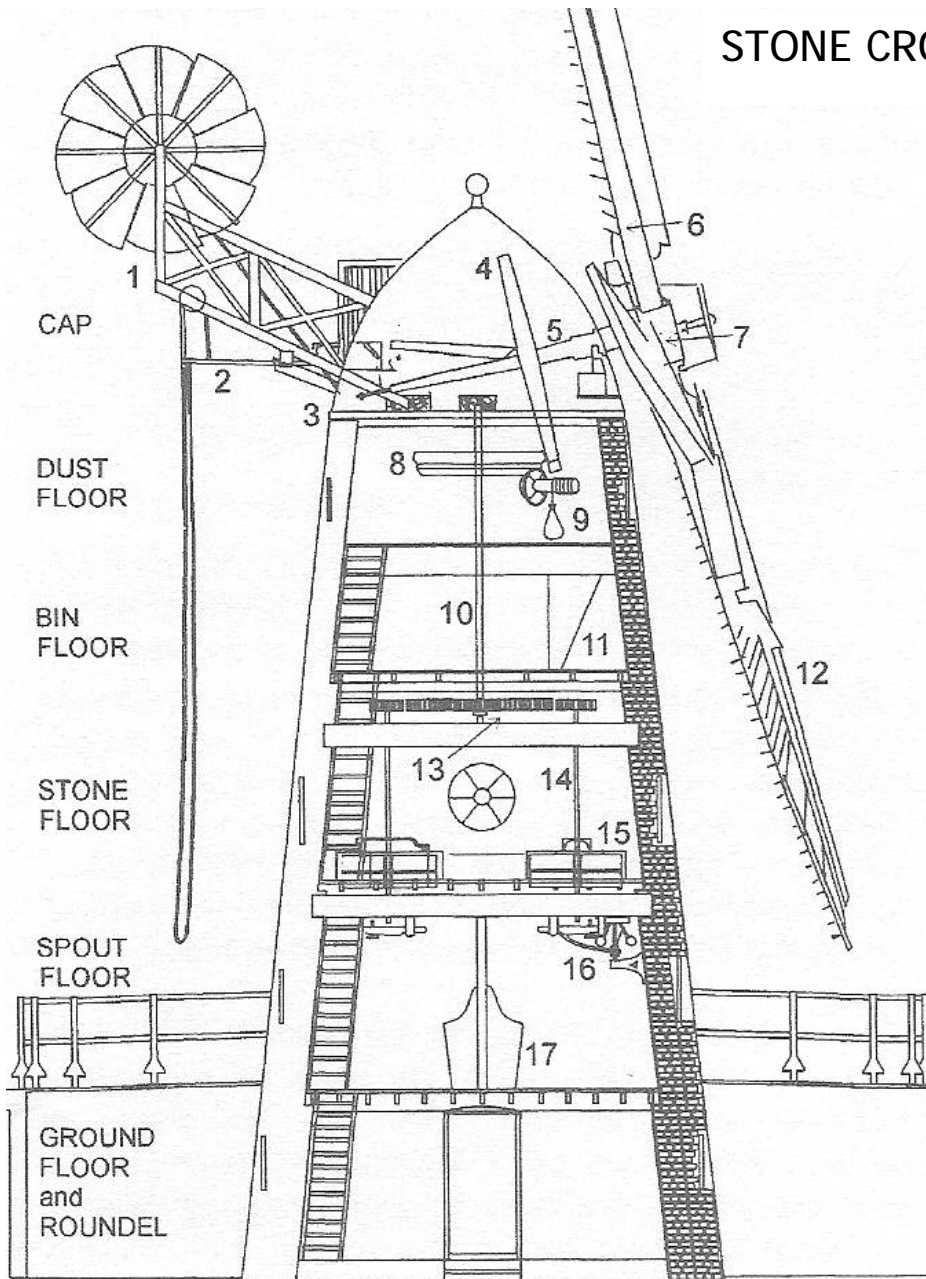 STONE CRO
6
4
1
5
7
CAP
2
3
8
DUST
FLOOR
9
10
BIN
FLOOR
11
12
13
14
STONE
FLOOR
15
SPOUT
FLOOR
16
17
GROUND
FLOOR
and
ROUNDEL